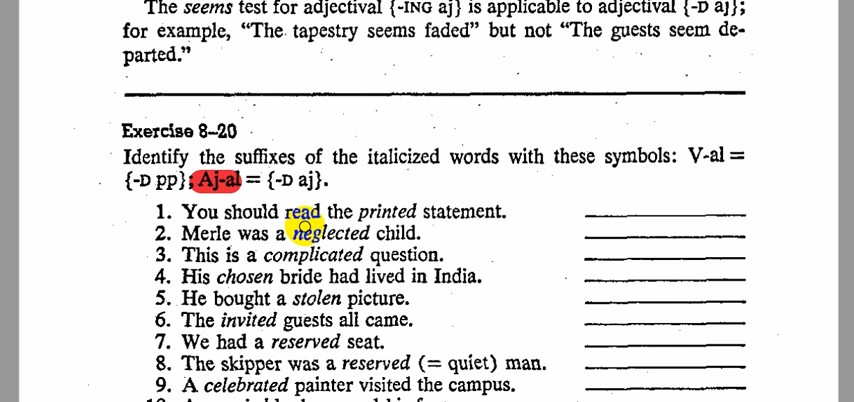 The seems test for adjectival {-ING aj} is applicable to adjectival {-D aj};
for example, “The tapestry seems faded” but not “The guests seem de-
parted.”
Exercise 8–20
Identify the suffixes of the italicized words with these symbols: V-al =
{-D pp}; Aj-al = {-D aj}.
1. You should read the printed statement.
2. Merle was a neglected child.
3. This is a complicated question.
4. His chosen bride had lived in India.
5. He bought a stolen picture.
6. The invited guests all came.
7. We had a reserved seat.
8. The skipper was a reserved (= quiet) man.
9. A celebrated painter visited the campus.